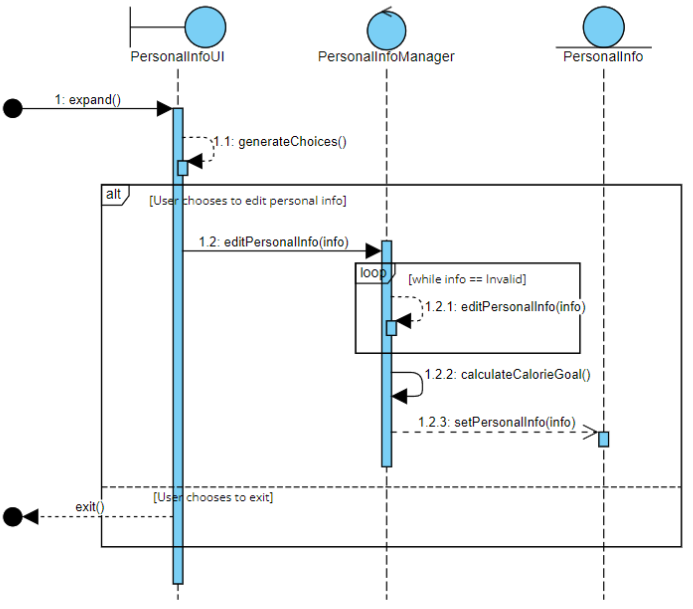 PersonalInfoUI
PersonalInfoManager
PersonalInfo
1: expand()
1.1: generateChoices()
alt
[User chooses to edit personal info]
1.2: editPersonalInfo(info)
loop
[while info == Invalid]
1.2.1: editPersonalInfo(info)
1.2.2: calculateCalorieGoal()
1.2.3: setPersonalInfo(info)
[User chooses to exit]
exit()